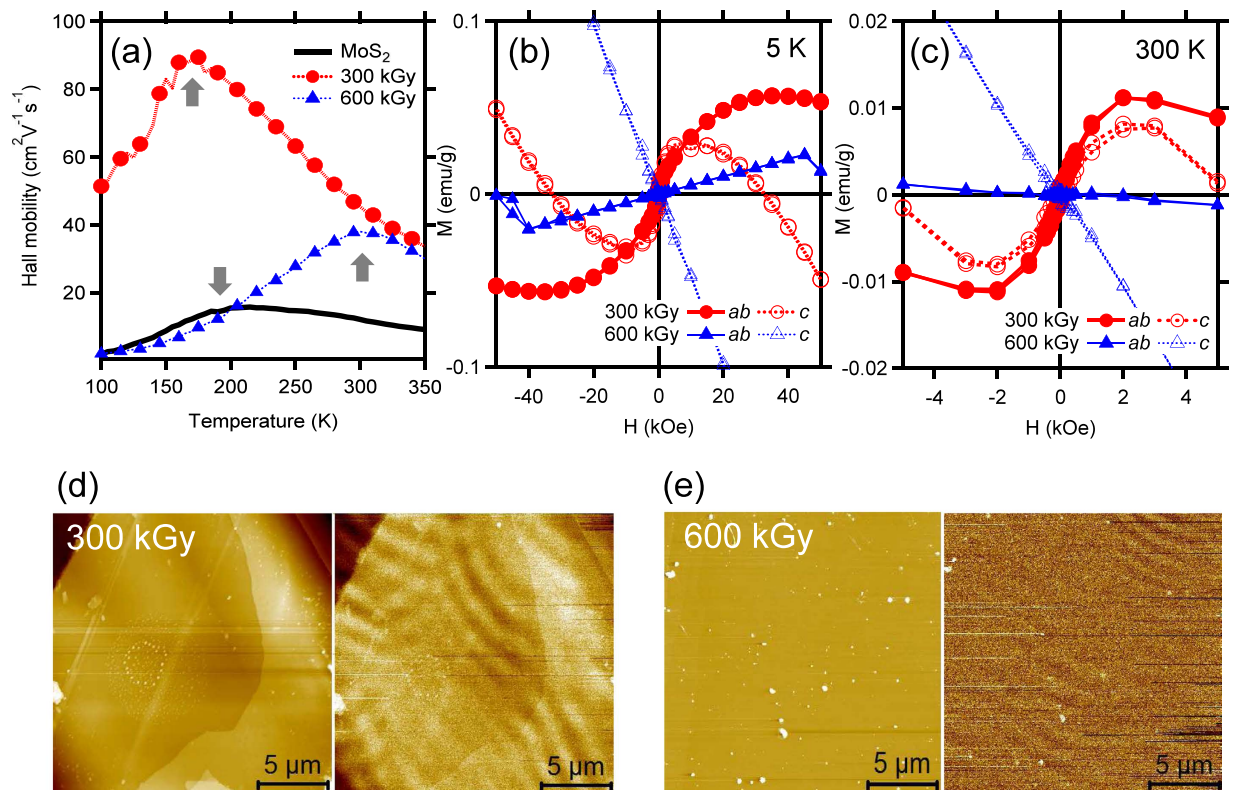 (a)
MoS2
300 kGy
600 kGy
100
80
60
40
20
Hall mobility (cm2V-1s-1)
100
150
200
250
300
350
Temperature (K)
(b)
5 K
0.1
0
-0.1
M (emu/g)
300 kGy ab c
600 kGy ab c
-40
-20
0
20
40
H (kOe)
(c)
300 K
0.02
0.01
0
-0.01
-0.02
M (emu/g)
300 kGy ab c
600 kGy ab c
-4
-2
0
2
4
H (kOe)
(d)
300 kGy
5 µm
5 µm
(e)
600 kGy
5 µm
5 µm